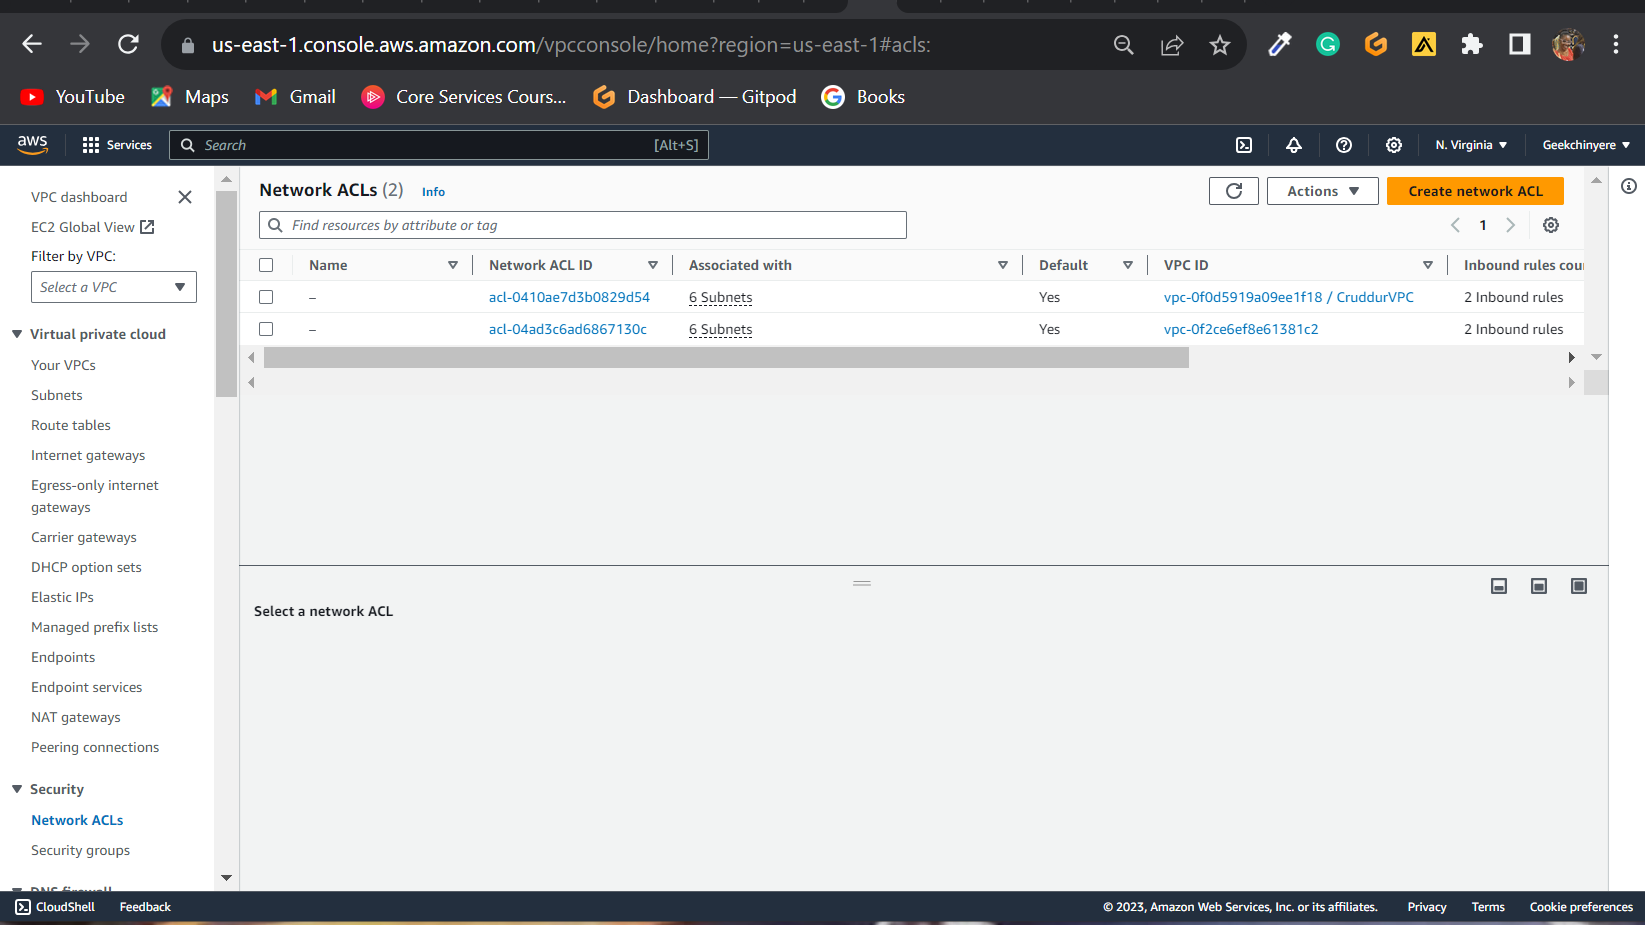 us-east-1.console.aws.amazon.com/vpcconsole/home?region=us-east-1#acls:
YouTube Maps Gmail Core Services Cours... Dashboard — Gitpod Books
aws Services Search [Alt+S] N. Virginia Geekchinyere
VPC dashboard
EC2 Global View
Filter by VPC:
Select a VPC
Virtual private cloud
Your VPCs
Subnets
Route tables
Internet gateways
Egress-only internet
gateways
Carrier gateways
DHCP option sets
Elastic IPs
Managed prefix lists
Endpoints
Endpoint services
NAT gateways
Peering connections
Security
Network ACLs
Security groups
DNS firewall
Network ACLs (2) Info Actions Create network ACL
Find resources by attribute or tag 1
Name Network ACL ID Associated with Default VPC ID Inbound rules cou
– acl-0410ae7d3b0829d54 6 Subnets Yes vpc-0f0d5919a09ee1f18 / CruddurVPC 2 Inbound rules
– acl-04ad3c6ad6867130c 6 Subnets Yes vpc-0f2ce6ef8e61381c2 2 Inbound rules
Select a network ACL
CloudShell Feedback © 2023, Amazon Web Services, Inc. or its affiliates. Privacy Terms Cookie preferences